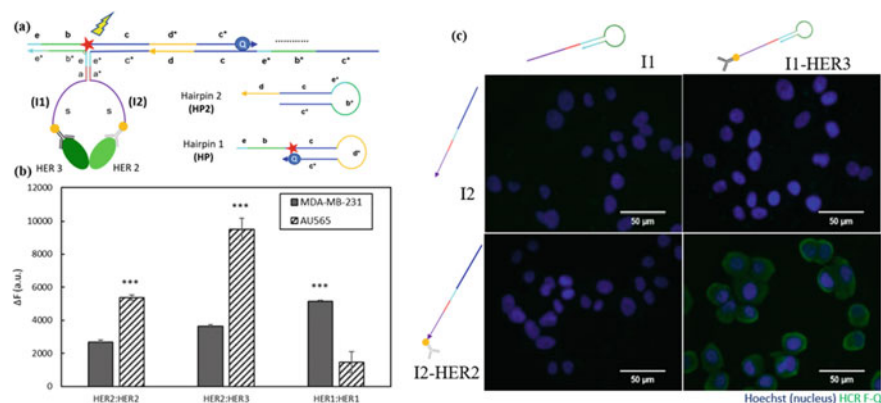 (a)
e b c d* c* Q
e* b* c* d c e b* c*
e e*
a a*
(I1) (I2)
s s
HER 3 HER 2
Hairpin 2
(HP2)
d c e*
c* b*
Hairpin 1
(HP)
e b c
Q c* d*
(b)
ΔF (a.u.)
12000
10000
8000
6000
4000
2000
0
MDA-MB-231
AU565
***
***
***
HER2:HER2 HER2:HER3 HER1:HER1
(c)
I1 I1-HER3
I2
50 µm 50 µm
I2-HER2
50 µm 50 µm
Hoechst (nucleus) HCR F-Q